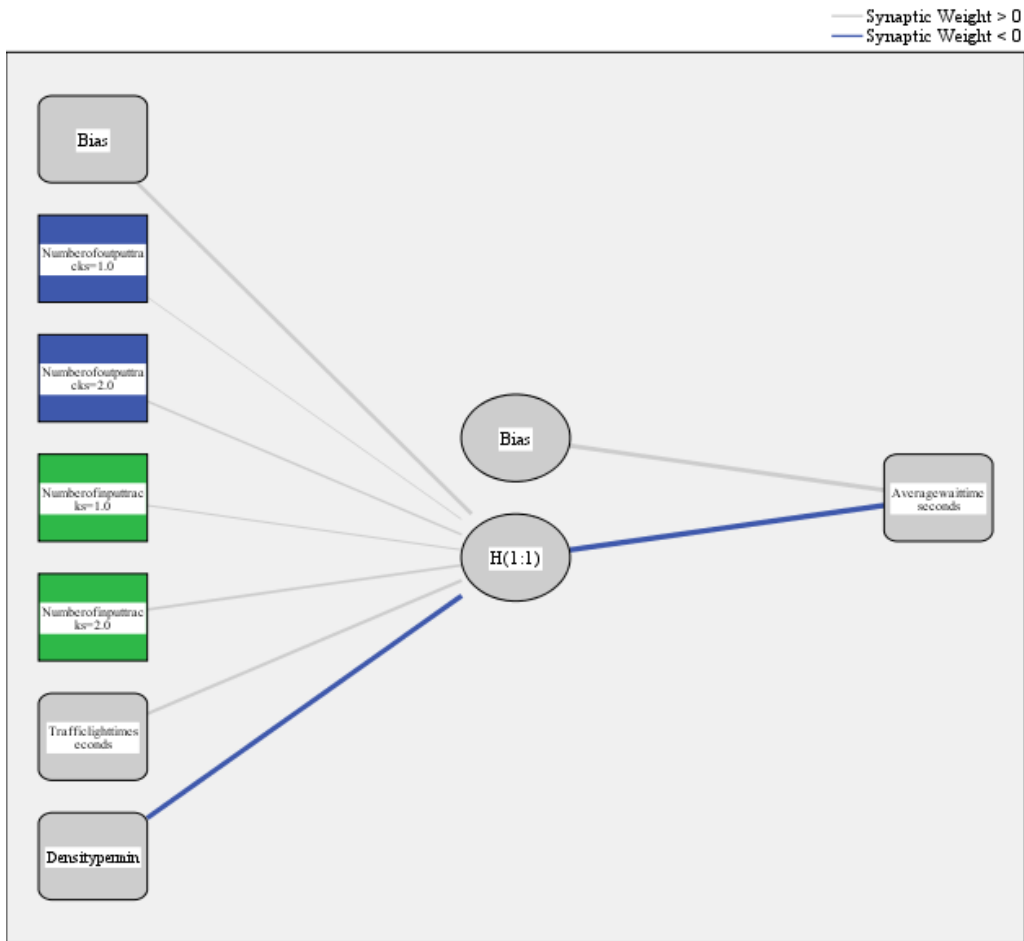 Synaptic Weight > 0
Synaptic Weight < 0
Bias
Numberofoutputtra
cks=1.0
Numberofoutputtra
cks=2.0
Numberofinputtrac
ks=1.0
Numberofinputtrac
ks=2.0
Trafficlighttimes
econds
Densitypermin
Bias
H(1:1)
Averagewaittime
seconds